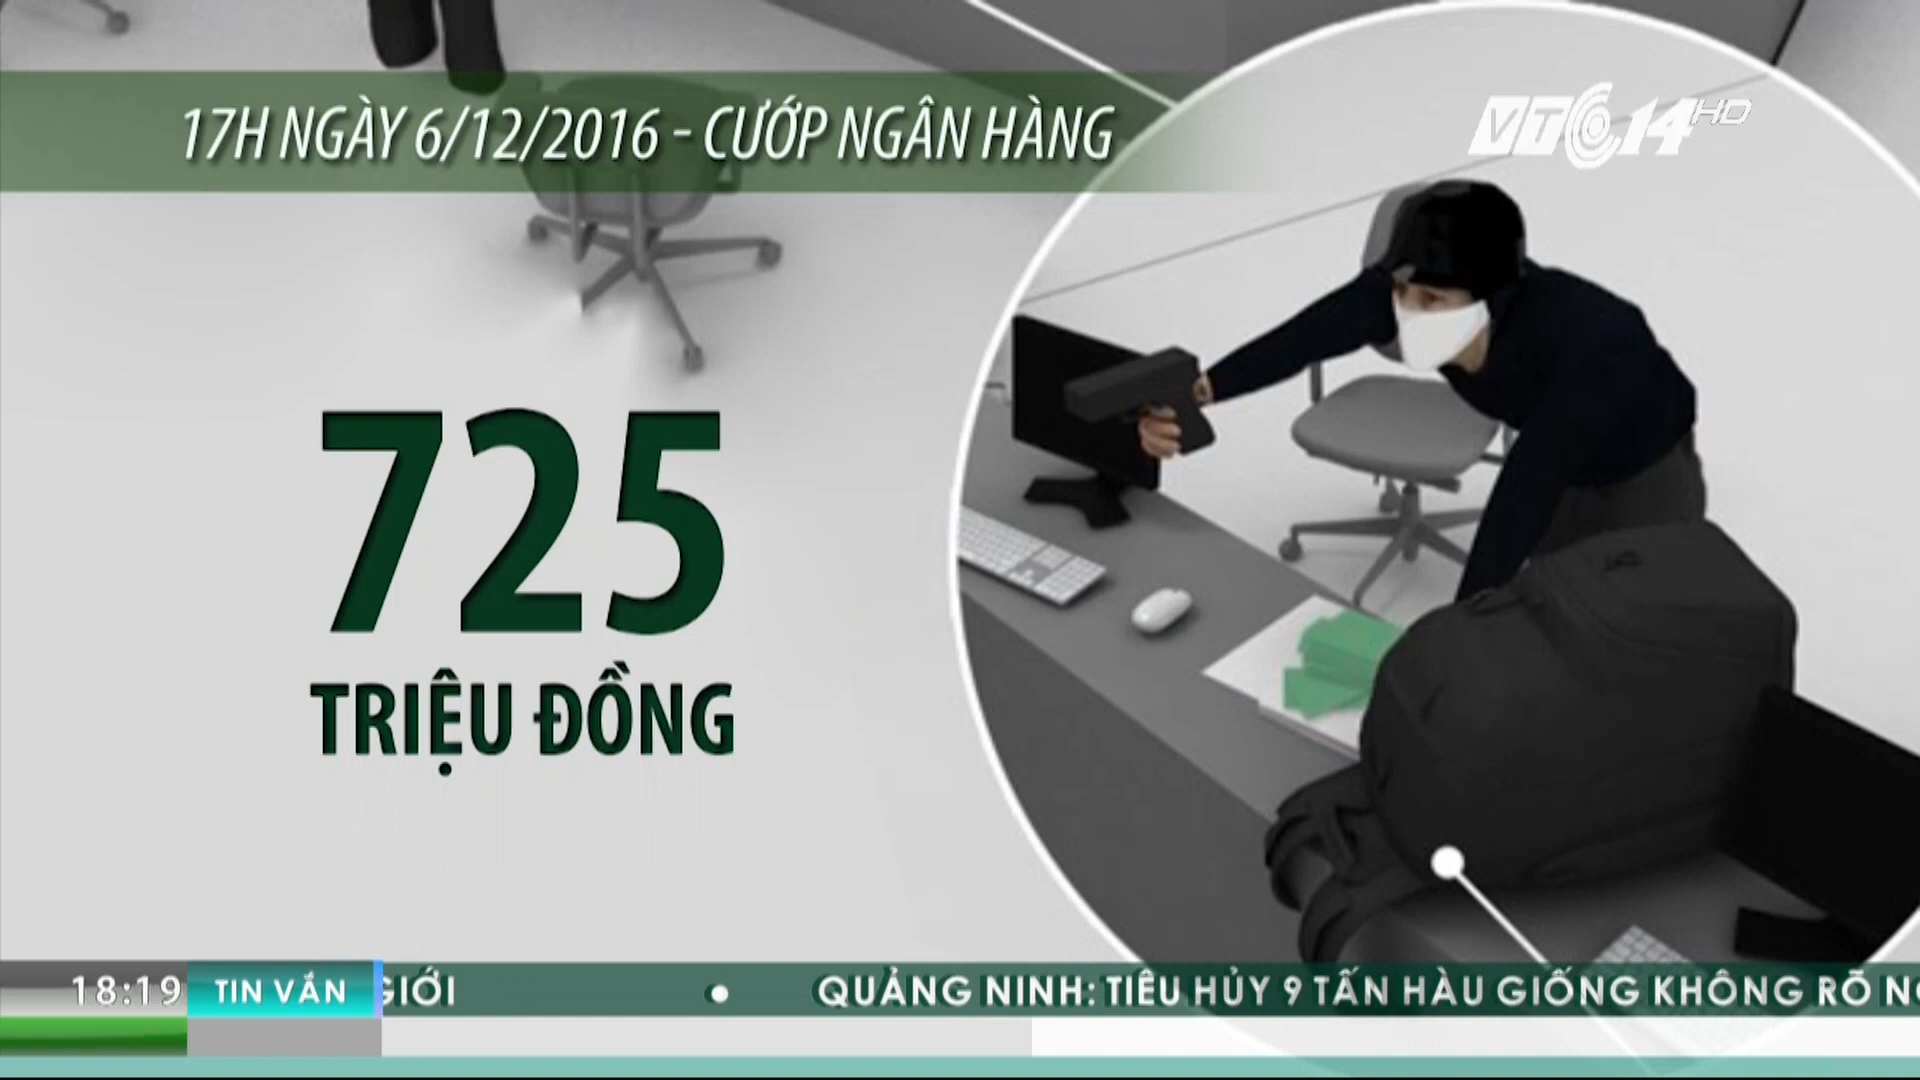 17H NGÀY 6/12/2016 - CƯỚP NGÂN HÀNG
VTC14 HD
725
TRIỆU ĐỒNG
18:19 TIN VẮN GIỚI • QUẢNG NINH: TIÊU HỦY 9 TẤN HÀU GIỐNG KHÔNG RÕ